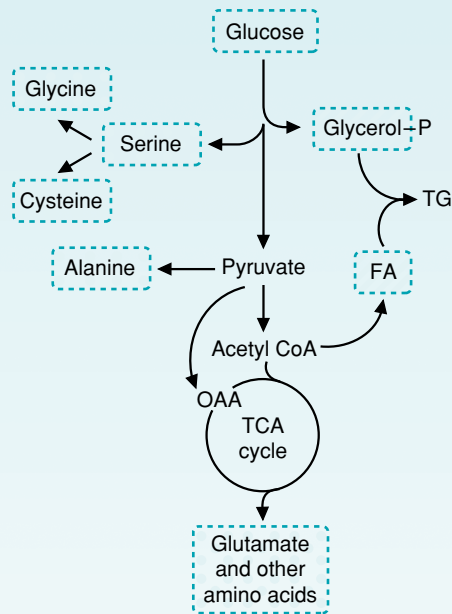 Glucose
Glycine
Glycerol–P
Serine
Cysteine
TG
Alanine
Pyruvate
FA
Acetyl CoA
OAA
TCA
cycle
Glutamate
and other
amino acids